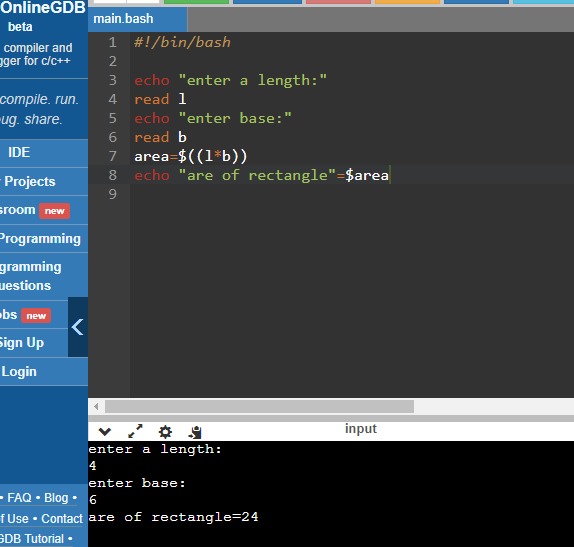 OnlineGDB
beta
compiler and
gger for c/c++
compile. run.
ug. share.
IDE
Projects
sroom new
Programming
gramming
uestions
obs new
Sign Up
Login
• FAQ • Blog •
f Use • Contact
GDB Tutorial •
main.bash
1 #!/bin/bash
2
3 echo "enter a length:"
4 read l
5 echo "enter base:"
6 read b
7 area=$((l*b))
8 echo "are of rectangle"=$area
9
input
enter a length:
4
enter base:
6
are of rectangle=24